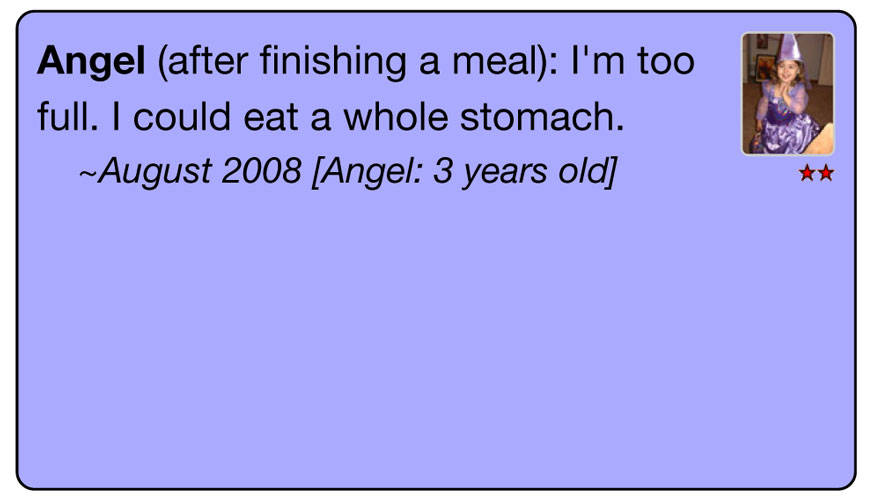 Angel (after finishing a meal): I'm too
full. I could eat a whole stomach.
~August 2008 [Angel: 3 years old]